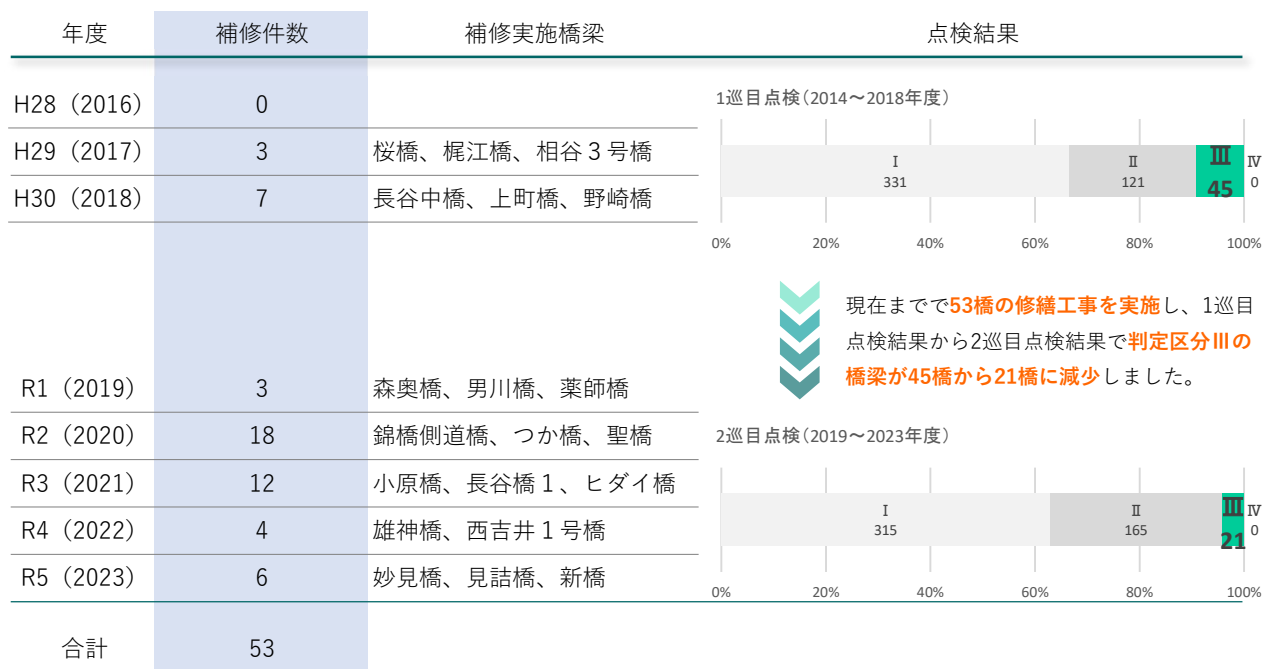 年度 補修件数 補修実施橋梁 点検結果
H28（2016） 0
H29（2017） 3 桜橋、梶江橋、相谷３号橋
H30（2018） 7 長谷中橋、上町橋、野崎橋
1巡目点検（2014～2018年度）
Ⅰ Ⅱ Ⅲ Ⅳ
331 121 45 0
0% 20% 40% 60% 80% 100%
現在までで53橋の修繕工事を実施し、1巡目
点検結果から2巡目点検結果で判定区分Ⅲの
橋梁が45橋から21橋に減少しました。
R1（2019） 3 森奥橋、男川橋、薬師橋
R2（2020） 18 錦橋側道橋、つか橋、聖橋
R3（2021） 12 小原橋、長谷橋１、ヒダイ橋
R4（2022） 4 雄神橋、西吉井１号橋
R5（2023） 6 妙見橋、見詰橋、新橋
2巡目点検（2019～2023年度）
Ⅰ Ⅱ Ⅲ Ⅳ
315 165 21 0
0% 20% 40% 60% 80% 100%
合計 53